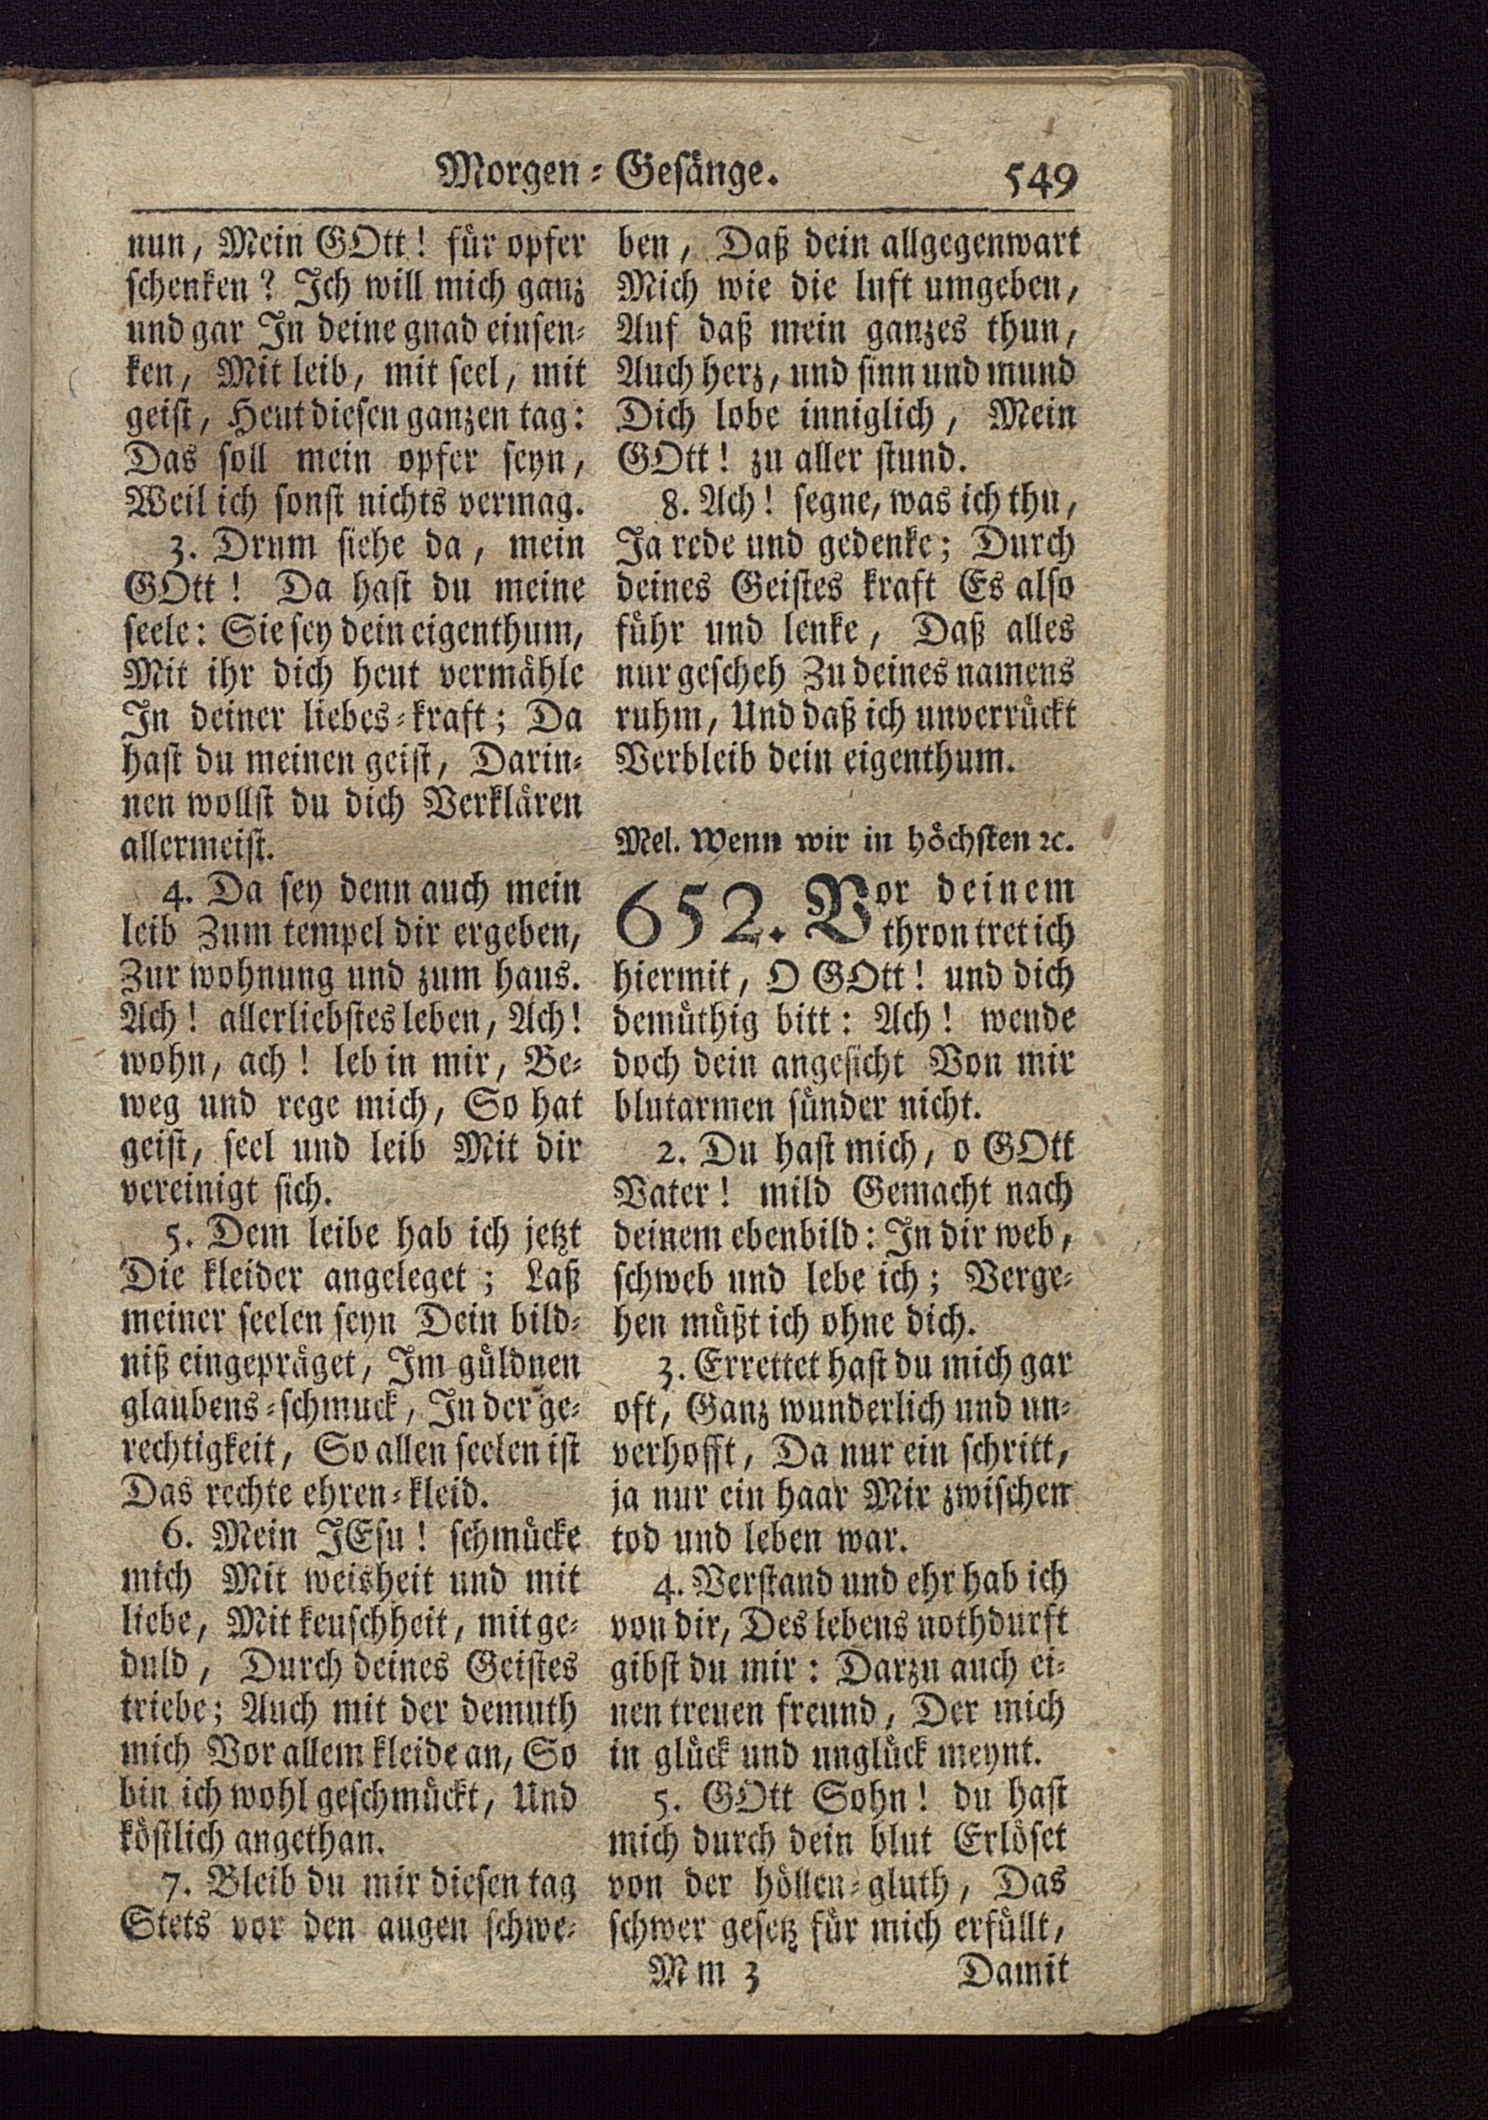 Morgen-Gesänge. 549
nun, Mein GOtt! für opfer
schenken? Ich will mich ganz
und gar In deine gnad einsen-
ken, Mit leib, mit seel, mit
geist, Heut diesen ganzen tag:
Das soll mein opfer seyn,
Weil ich sonst nichts vermag.
3. Drum siehe da, mein
GOtt! Da hast du meine
seele: Sie sey dein eigenthum,
Mit ihr dich heut vermähle
In deiner liebes-kraft; Da
hast du meinen geist, Darin-
nen wollst du dich Verklären
allermeist.
4. Da sey denn auch mein
leib Zum tempel dir ergeben,
Zur wohnung und zum haus.
Ach! allerliebstes leben, Ach!
wohn, ach! leb in mir, Be-
weg und rege mich, So hat
geist, seel und leib Mit dir
vereinigt sich.
5. Dem leibe hab ich jetzt
Die kleider angeleget; Laß
meiner seelen seyn Dein bild-
niß eingepräget, Im güldnen
glaubens-schmuck, In der ge-
rechtigkeit, So allen seelen ist
Das rechte ehren-kleid.
6. Mein JEsu! schmücke
mich Mit weisheit und mit
liebe, Mit keuschheit, mit ge-
duld, Durch deines Geistes
triebe; Auch mit der demuth
mich Vor allem kleide an, So
bin ich wohl geschmückt, Und
köstlich angethan.
7. Bleib du mir diesen tag
Stets vor den augen schwe-
ben, Daß dein allgegenwart
Mich wie die luft umgeben,
Auf daß mein ganzes thun,
Auch herz, und sinn und mund
Dich lobe inniglich, Mein
GOtt! zu aller stund.
8. Ach! segne, was ich thu,
Ja rede und gedenke; Durch
deines Geistes kraft Es also
führ und lenke, Daß alles
nur gescheh Zu deines namens
ruhm, Und daß ich unverrückt
Verbleib dein eigenthum.
Mel. Wenn wir in höchsten ꝛc.
652. Vor deinem
thron tret ich
hiermit, O GOtt! und dich
demüthig bitt: Ach! wende
doch dein angesicht Von mir
blutarmen sünder nicht.
2. Du hast mich, o GOtt
Vater! mild Gemacht nach
deinem ebenbild: In dir web,
schweb und lebe ich; Verge-
hen müßt ich ohne dich.
3. Errettet hast du mich gar
oft, Ganz wunderlich und un-
verhofft, Da nur ein schritt,
ja nur ein haar Mir zwischen
tod und leben war.
4. Verstand und ehr hab ich
von dir, Des lebens nothdurft
gibst du mir: Darzu auch ei-
nen treuen freund, Der mich
in glück und unglück meynt.
5. GOtt Sohn! du hast
mich durch dein blut Erlöset
von der höllen-gluth, Das
schwer gesetz für mich erfüllt,
M m 3 Damit